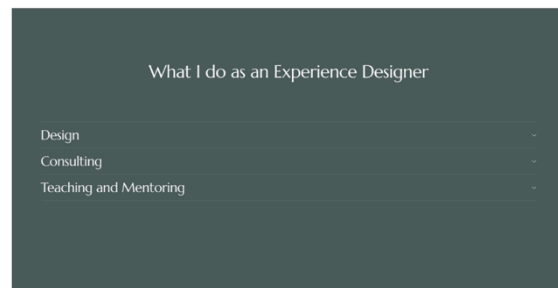 What I do as an Experience Designer
Design
Consulting
Teaching and Mentoring